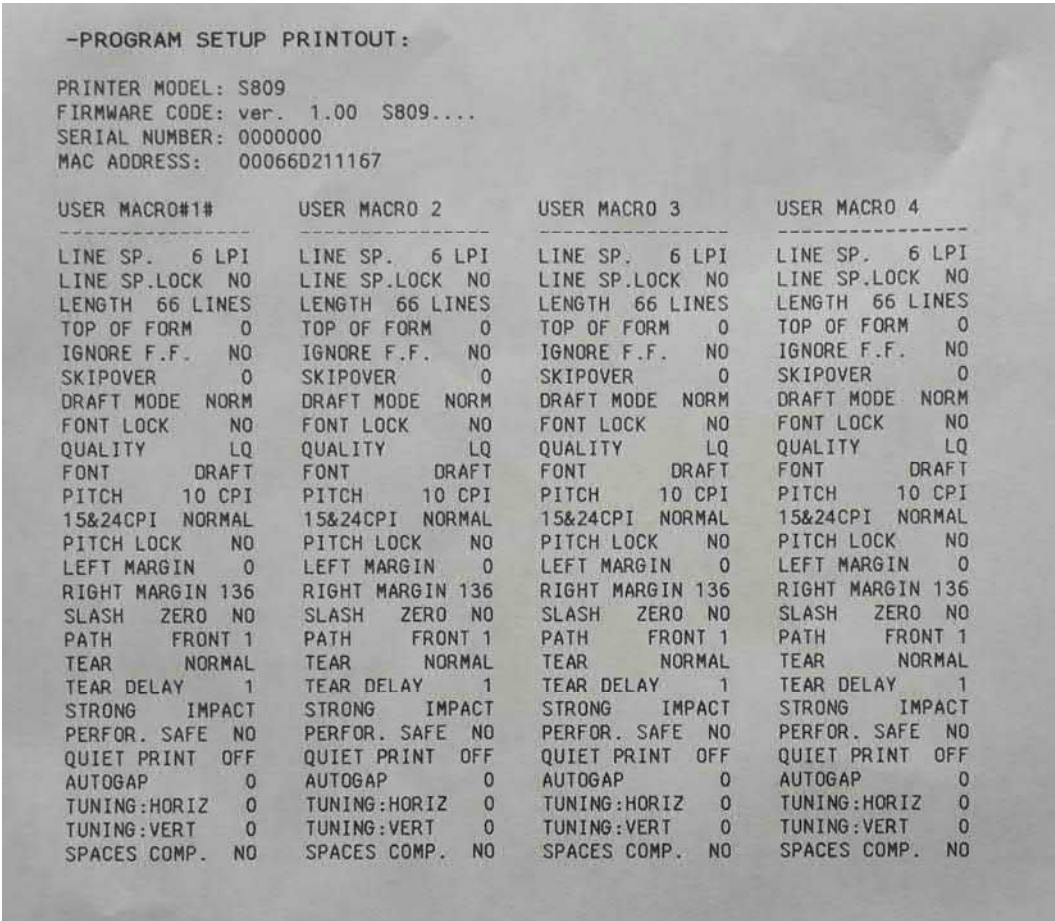 -PROGRAM SETUP PRINTOUT:
PRINTER MODEL: S809
FIRMWARE CODE: ver.  1.00  S809....
SERIAL NUMBER: 0000000
MAC ADDRESS:   00066D211167
USER MACRO#1#    USER MACRO 2    USER MACRO 3    USER MACRO 4
----------------    ----------------    ----------------    ----------------
LINE SP.   6 LPI    LINE SP.   6 LPI    LINE SP.   6 LPI    LINE SP.   6 LPI
LINE SP.LOCK  NO    LINE SP.LOCK  NO    LINE SP.LOCK  NO    LINE SP.LOCK  NO
LENGTH  66 LINES    LENGTH  66 LINES    LENGTH  66 LINES    LENGTH  66 LINES
TOP OF FORM    0    TOP OF FORM    0    TOP OF FORM    0    TOP OF FORM    0
IGNORE F.F.   NO    IGNORE F.F.   NO    IGNORE F.F.   NO    IGNORE F.F.   NO
SKIPOVER       0    SKIPOVER       0    SKIPOVER       0    SKIPOVER       0
DRAFT MODE  NORM    DRAFT MODE  NORM    DRAFT MODE  NORM    DRAFT MODE  NORM
FONT LOCK     NO    FONT LOCK     NO    FONT LOCK     NO    FONT LOCK     NO
QUALITY       LQ    QUALITY       LQ    QUALITY       LQ    QUALITY       LQ
FONT       DRAFT    FONT       DRAFT    FONT       DRAFT    FONT       DRAFT
PITCH     10 CPI    PITCH     10 CPI    PITCH     10 CPI    PITCH     10 CPI
15&24CPI  NORMAL    15&24CPI  NORMAL    15&24CPI  NORMAL    15&24CPI  NORMAL
PITCH LOCK    NO    PITCH LOCK    NO    PITCH LOCK    NO    PITCH LOCK    NO
LEFT MARGIN    0    LEFT MARGIN    0    LEFT MARGIN    0    LEFT MARGIN    0
RIGHT MARGIN 136    RIGHT MARGIN 136    RIGHT MARGIN 136    RIGHT MARGIN 136
SLASH   ZERO  NO    SLASH   ZERO  NO    SLASH   ZERO  NO    SLASH   ZERO  NO
PATH     FRONT 1    PATH     FRONT 1    PATH     FRONT 1    PATH     FRONT 1
TEAR      NORMAL    TEAR      NORMAL    TEAR      NORMAL    TEAR      NORMAL
TEAR DELAY     1    TEAR DELAY     1    TEAR DELAY     1    TEAR DELAY     1
STRONG    IMPACT    STRONG    IMPACT    STRONG    IMPACT    STRONG    IMPACT
PERFOR. SAFE  NO    PERFOR. SAFE  NO    PERFOR. SAFE  NO    PERFOR. SAFE  NO
QUIET PRINT  OFF    QUIET PRINT  OFF    QUIET PRINT  OFF    QUIET PRINT  OFF
AUTOGAP        0    AUTOGAP        0    AUTOGAP        0    AUTOGAP        0
TUNING:HORIZ   0    TUNING:HORIZ   0    TUNING:HORIZ   0    TUNING:HORIZ   0
TUNING:VERT    0    TUNING:VERT    0    TUNING:VERT    0    TUNING:VERT    0
SPACES COMP.  NO    SPACES COMP.  NO    SPACES COMP.  NO    SPACES COMP.  NO